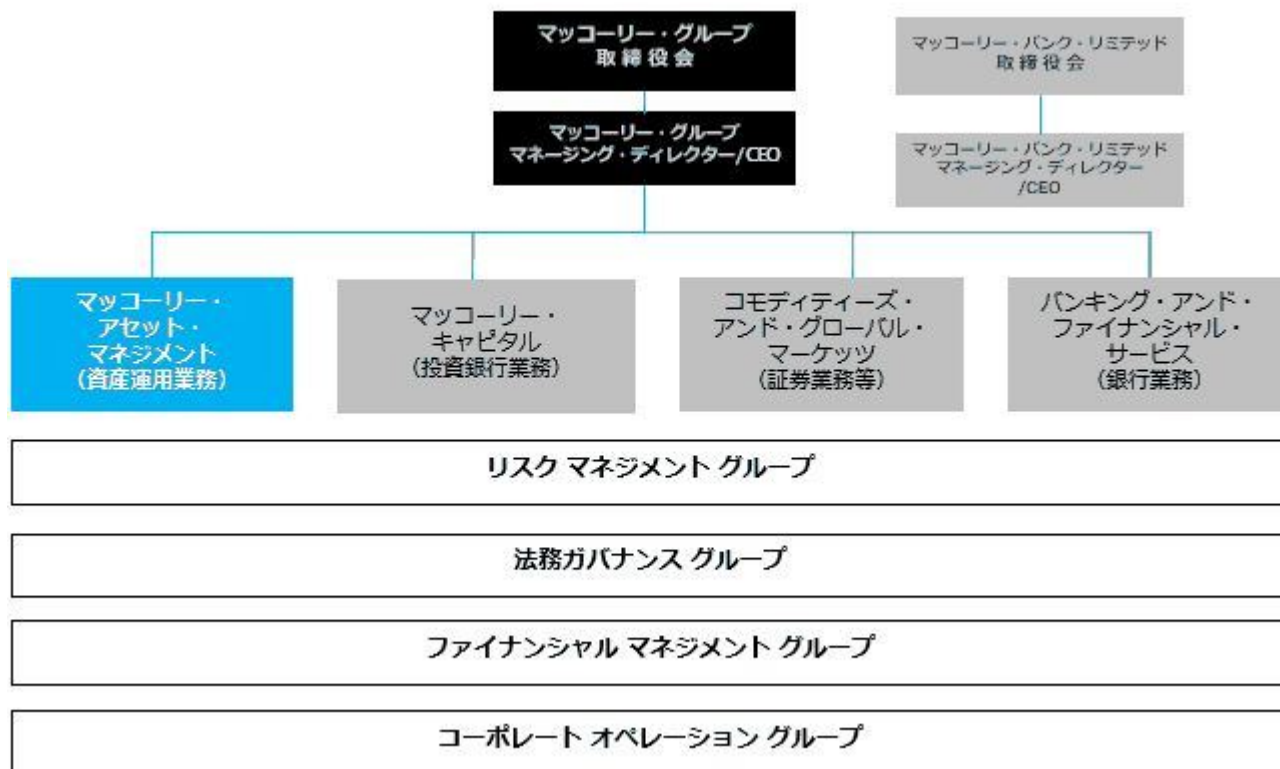 マッコーリー・グループ
取締役会
マッコーリー・バンク・リミテッド
取締役会
マッコーリー・グループ
マネージング・ディレクター/CEO
マッコーリー・バンク・リミテッド
マネージング・ディレクター
/CEO
マッコーリー・
アセット・
マネジメント
(資産運用業務)
マッコーリー・
キャピタル
(投資銀行業務)
コモディティーズ・
アンド・グローバル・
マーケッツ
(証券業務等)
バンキング・アンド・
ファイナンシャル・
サービス
(銀行業務)
リスク マネジメント グループ
法務ガバナンス グループ
ファイナンシャル マネジメント グループ
コーポレート オペレーション グループ